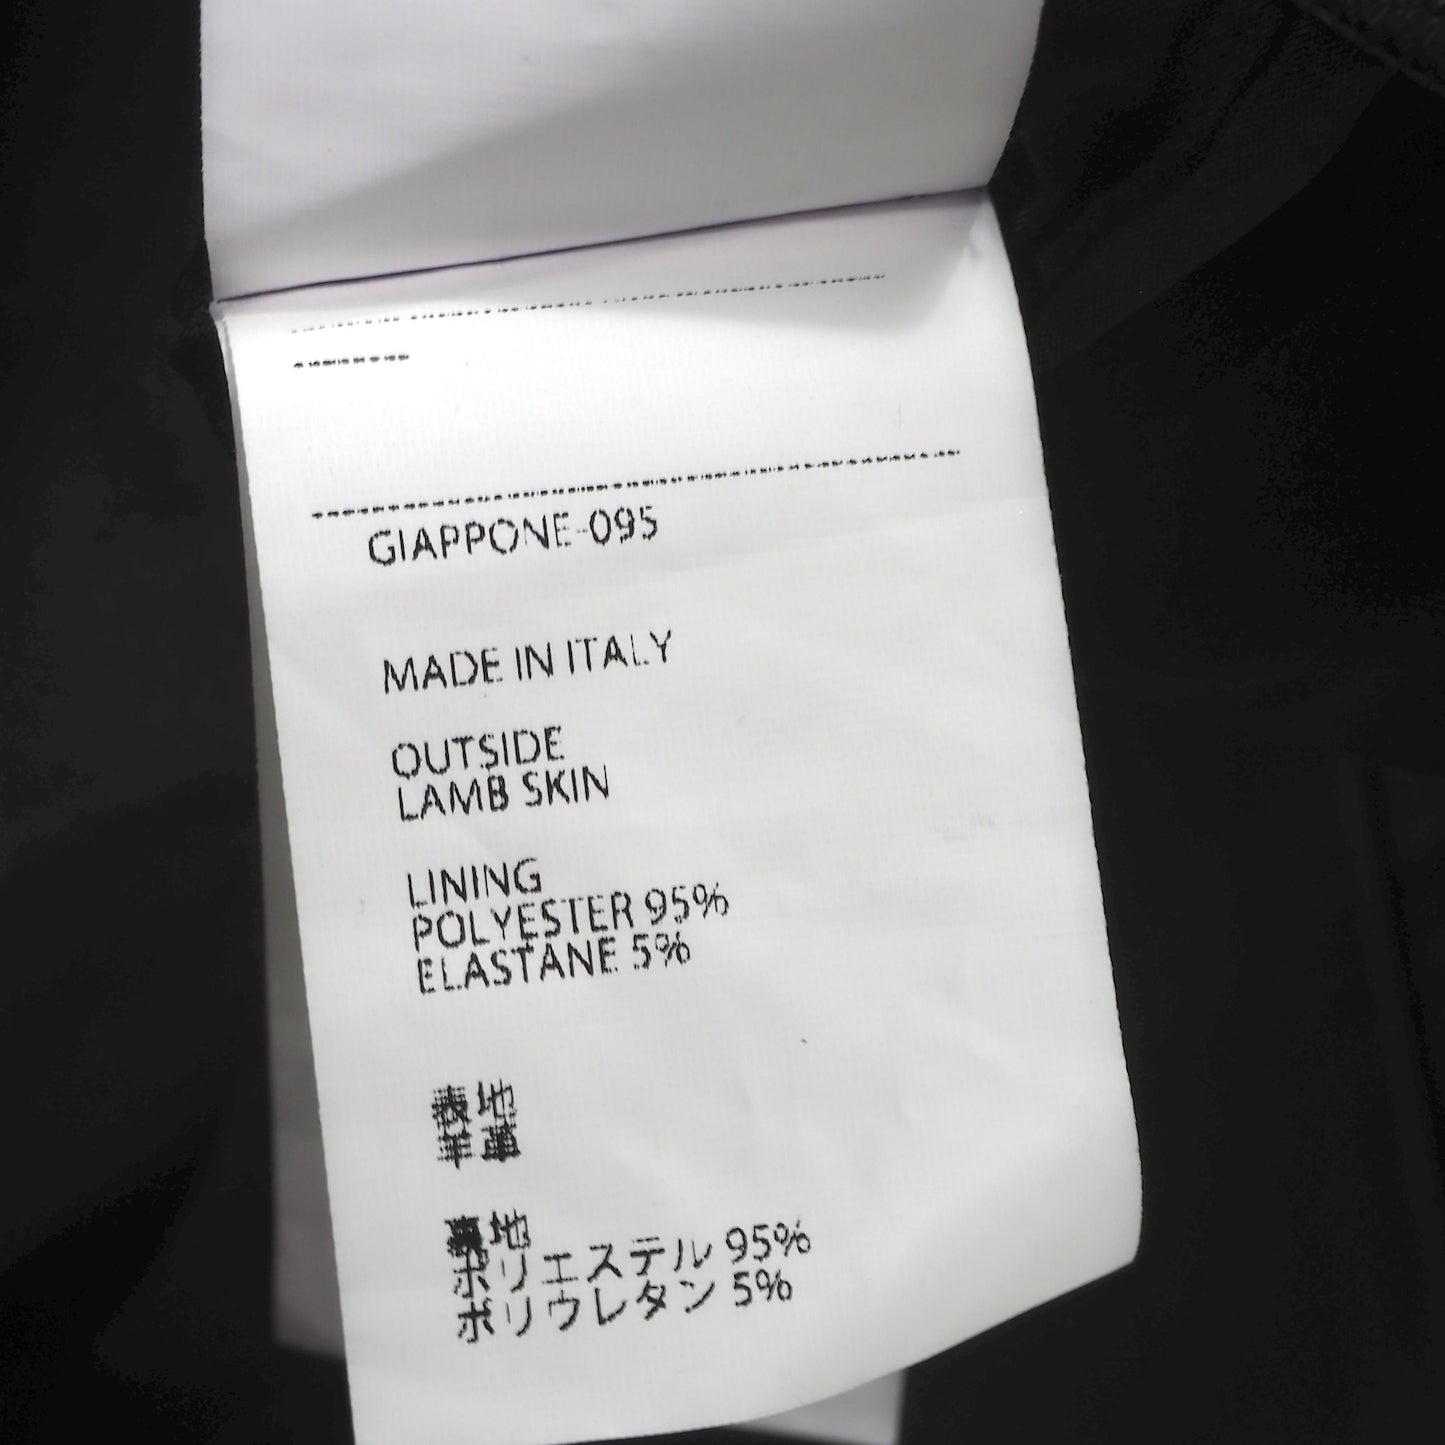 GIAPPONE-095
MADE IN ITALY
OUTSIDE
LAMB SKIN
LINING
POLYESTER 95%
ELASTANE 5%
表地
羊革
裏地
ポリエステル 95%
ポリウレタン 5%